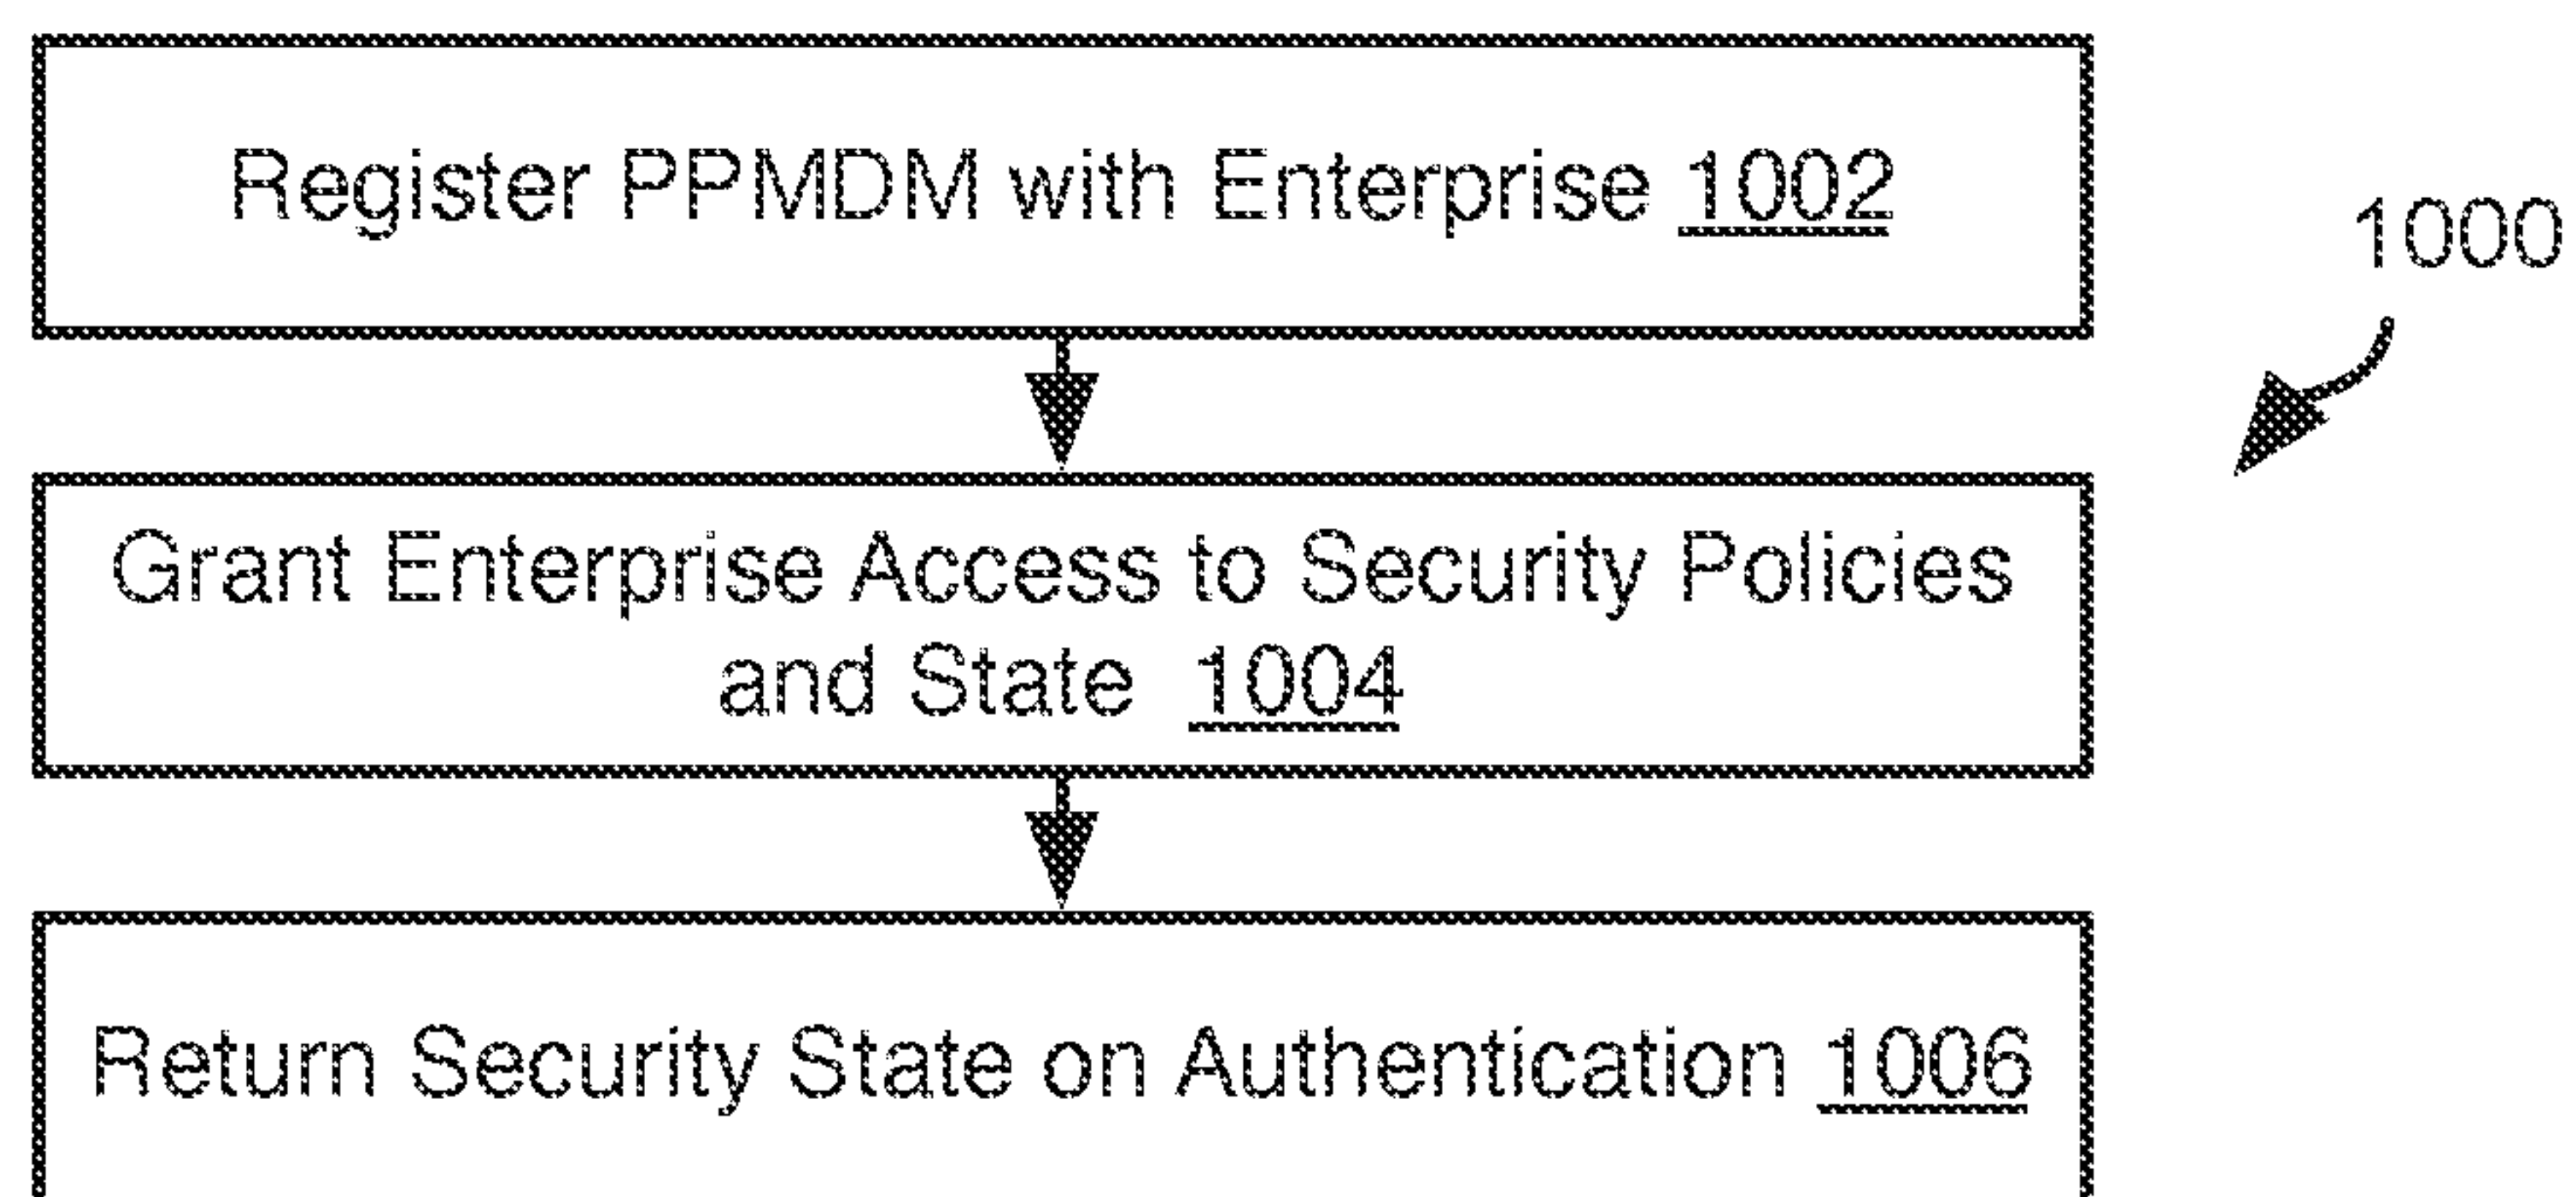 Register PPMDM with Enterprise 1002
1000
Grant Enterprise Access to Security Policies
and State 1004
Return Security State on Authentication 1006